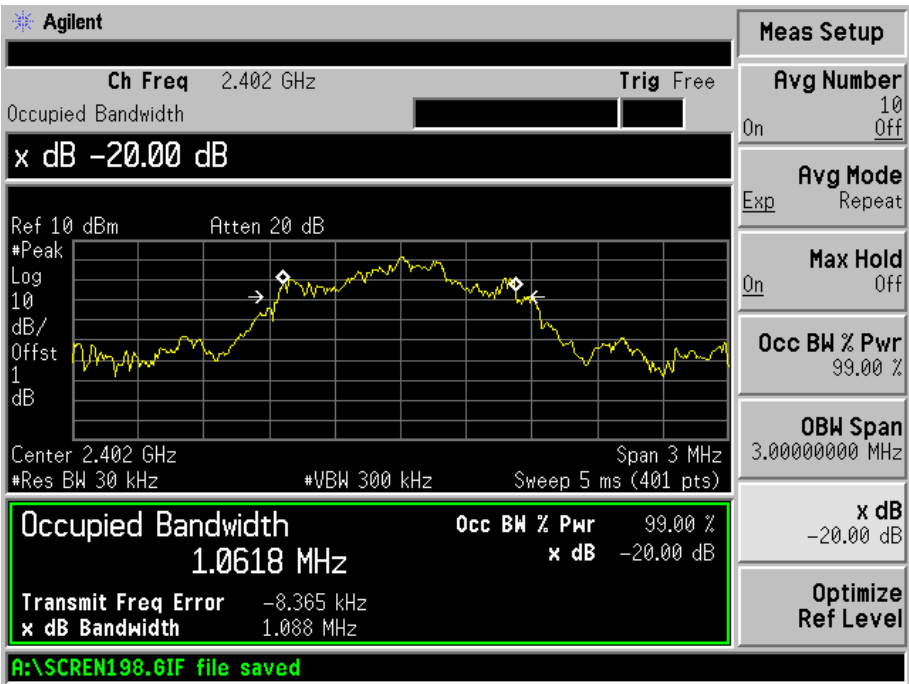 Agilent
Ch Freq 2.402 GHz Trig Free
Occupied Bandwidth
x dB -20.00 dB
Ref 10 dBm Atten 20 dB
#Peak
Log
10
dB/
Offst
1
dB
Center 2.402 GHz Span 3 MHz
#Res BW 30 kHz #VBW 300 kHz Sweep 5 ms (401 pts)
Occupied Bandwidth Occ BW % Pwr 99.00 %
1.0618 MHz x dB -20.00 dB
Transmit Freq Error -8.365 kHz
x dB Bandwidth 1.088 MHz
A:\SCREN198.GIF file saved
Meas Setup
Avg Number
10
On Off
Avg Mode
Exp Repeat
Max Hold
On Off
Occ BW % Pwr
99.00 %
OBW Span
3.00000000 MHz
x dB
-20.00 dB
Optimize
Ref Level